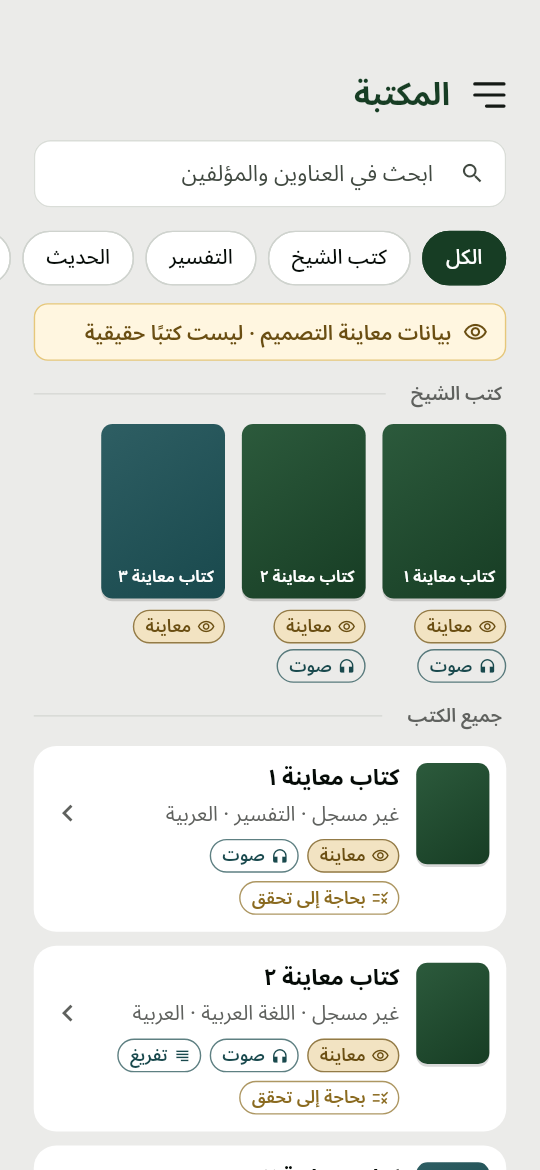 المكتبة
ابحث في العناوين والمؤلفين
الكل
كتب الشيخ
التفسير
الحديث
بيانات معاينة التصميم · ليست كتبًا حقيقية
كتب الشيخ
كتاب معاينة ١
كتاب معاينة ٢
كتاب معاينة ٣
معاينة
معاينة
معاينة
صوت
صوت
جميع الكتب
كتاب معاينة ١
غير مسجل · التفسير · العربية
معاينة
صوت
بحاجة إلى تحقق
كتاب معاينة ٢
غير مسجل · اللغة العربية · العربية
معاينة
صوت
تفريغ
بحاجة إلى تحقق